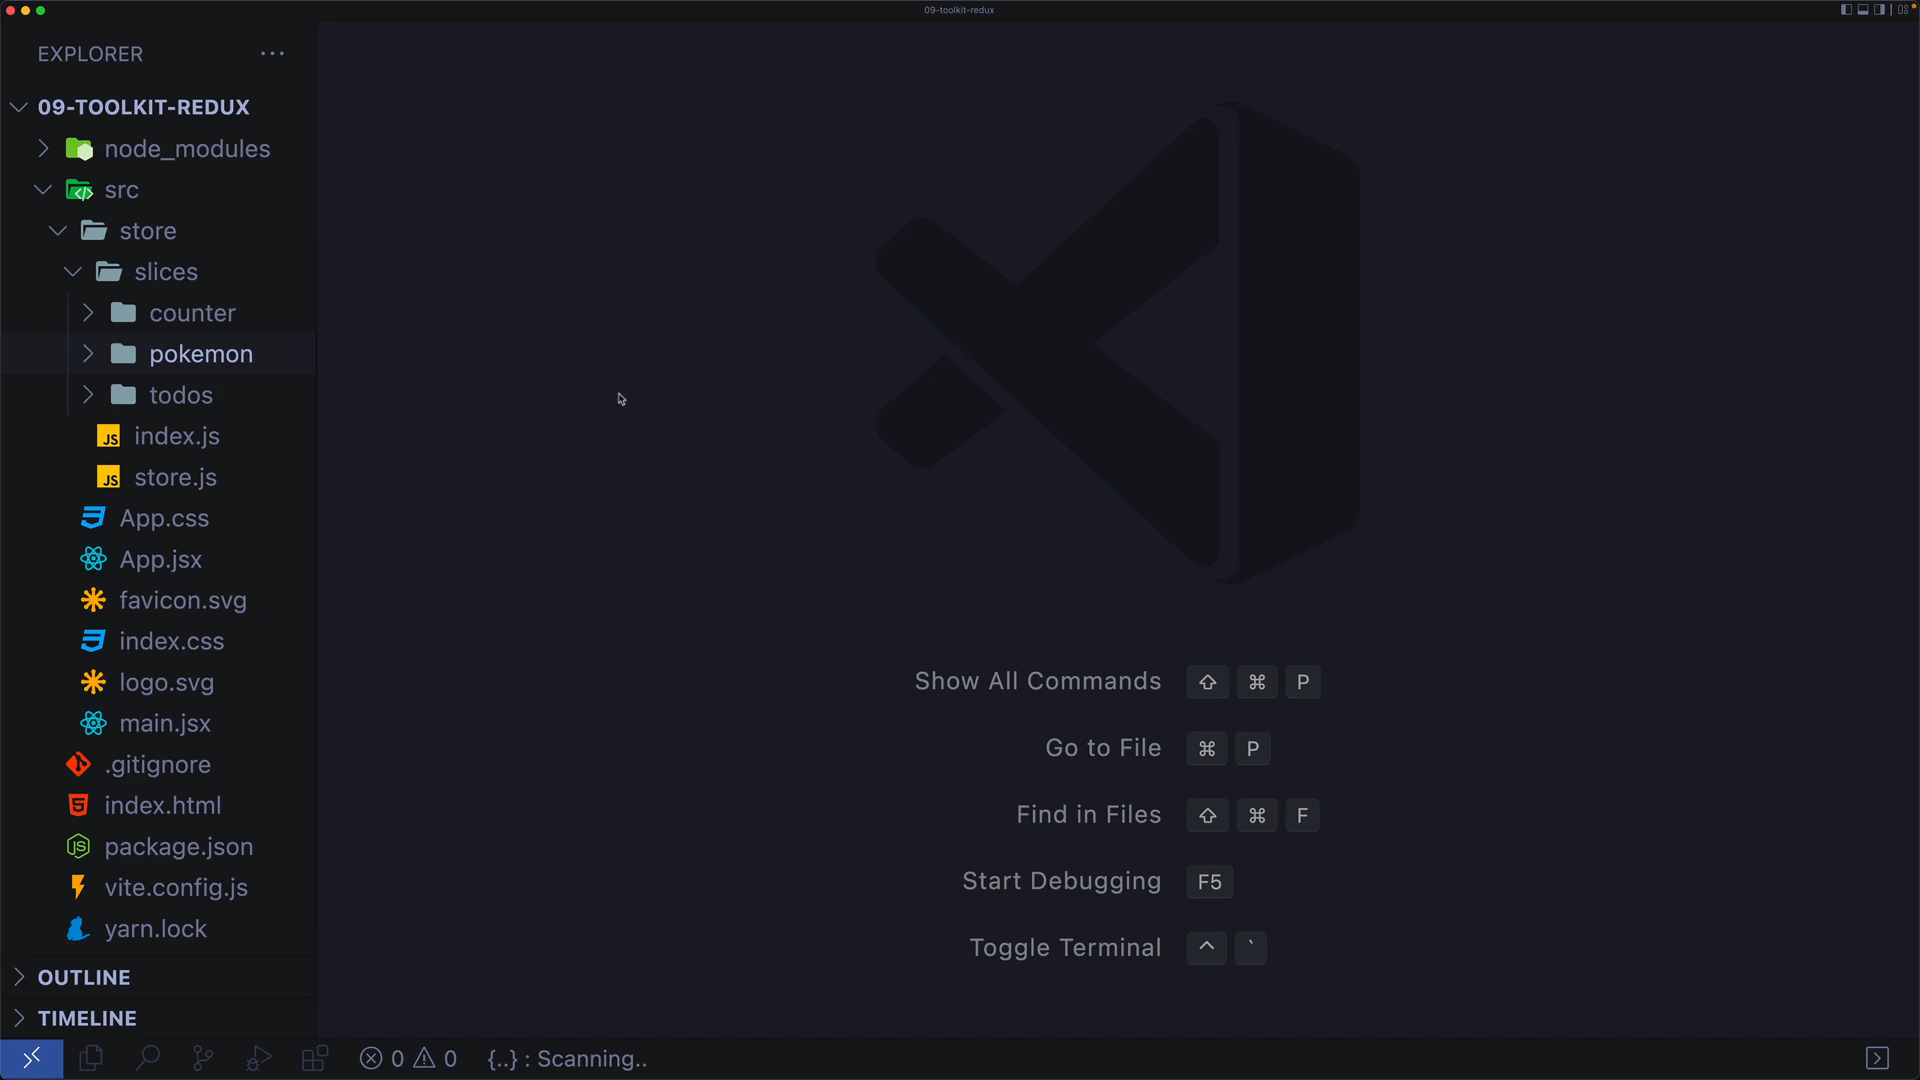 09-toolkit-redux
EXPLORER
09-TOOLKIT-REDUX
node_modules
src
store
slices
counter
pokemon
todos
index.js
store.js
App.css
App.jsx
favicon.svg
index.css
logo.svg
main.jsx
.gitignore
index.html
package.json
vite.config.js
yarn.lock
OUTLINE
TIMELINE
Show All Commands ⇧ ⌘ P
Go to File ⌘ P
Find in Files ⇧ ⌘ F
Start Debugging F5
Toggle Terminal ^ `
0 0 {..} : Scanning..